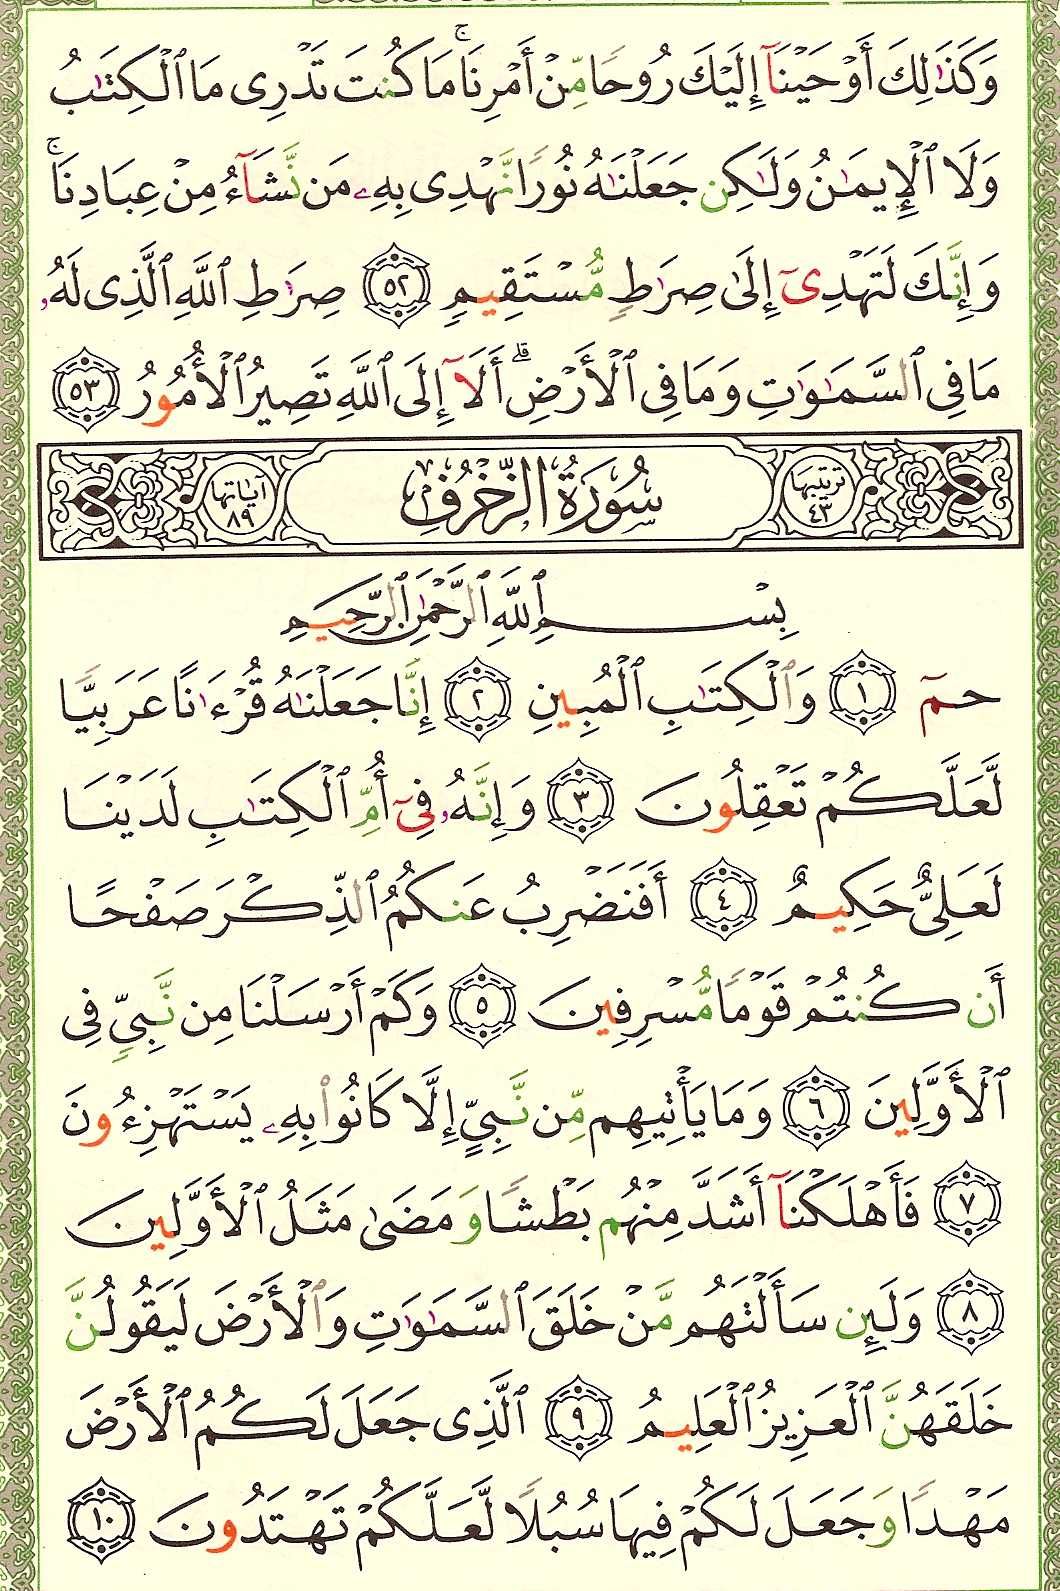 وَكَذَٰلِكَ أَوْحَيْنَآ إِلَيْكَ رُوحًا مِّنْ أَمْرِنَا ۚ مَا كُنتَ تَدْرِى مَا ٱلْكِتَٰبُ
وَلَا ٱلْإِيمَٰنُ وَلَٰكِن جَعَلْنَٰهُ نُورًا نَّهْدِى بِهِۦ مَن نَّشَآءُ مِنْ عِبَادِنَا ۚ
وَإِنَّكَ لَتَهْدِىٓ إِلَىٰ صِرَٰطٍ مُّسْتَقِيمٍ ٥٢ صِرَٰطِ ٱللَّهِ ٱلَّذِى لَهُۥ
مَا فِى ٱلسَّمَٰوَٰتِ وَمَا فِى ٱلْأَرْضِ ۗ أَلَآ إِلَى ٱللَّهِ تَصِيرُ ٱلْأُمُورُ ٥٣
ترتيبها ٤٣ سُورَةُ الزُّخْرُفِ آياتها ٨٩
بِسْمِ ٱللَّهِ ٱلرَّحْمَٰنِ ٱلرَّحِيمِ
حمٓ ١ وَٱلْكِتَٰبِ ٱلْمُبِينِ ٢ إِنَّا جَعَلْنَٰهُ قُرْءَٰنًا عَرَبِيًّا
لَّعَلَّكُمْ تَعْقِلُونَ ٣ وَإِنَّهُۥ فِىٓ أُمِّ ٱلْكِتَٰبِ لَدَيْنَا
لَعَلِىٌّ حَكِيمٌ ٤ أَفَنَضْرِبُ عَنكُمُ ٱلذِّكْرَ صَفْحًا
أَن كُنتُمْ قَوْمًا مُّسْرِفِينَ ٥ وَكَمْ أَرْسَلْنَا مِن نَّبِىٍّ فِى
ٱلْأَوَّلِينَ ٦ وَمَا يَأْتِيهِم مِّن نَّبِىٍّ إِلَّا كَانُوا۟ بِهِۦ يَسْتَهْزِءُونَ
٧ فَأَهْلَكْنَآ أَشَدَّ مِنْهُم بَطْشًا وَمَضَىٰ مَثَلُ ٱلْأَوَّلِينَ
٨ وَلَئِن سَأَلْتَهُم مَّنْ خَلَقَ ٱلسَّمَٰوَٰتِ وَٱلْأَرْضَ لَيَقُولُنَّ
خَلَقَهُنَّ ٱلْعَزِيزُ ٱلْعَلِيمُ ٩ ٱلَّذِى جَعَلَ لَكُمُ ٱلْأَرْضَ
مَهْدًا وَجَعَلَ لَكُمْ فِيهَا سُبُلًا لَّعَلَّكُمْ تَهْتَدُونَ ١٠